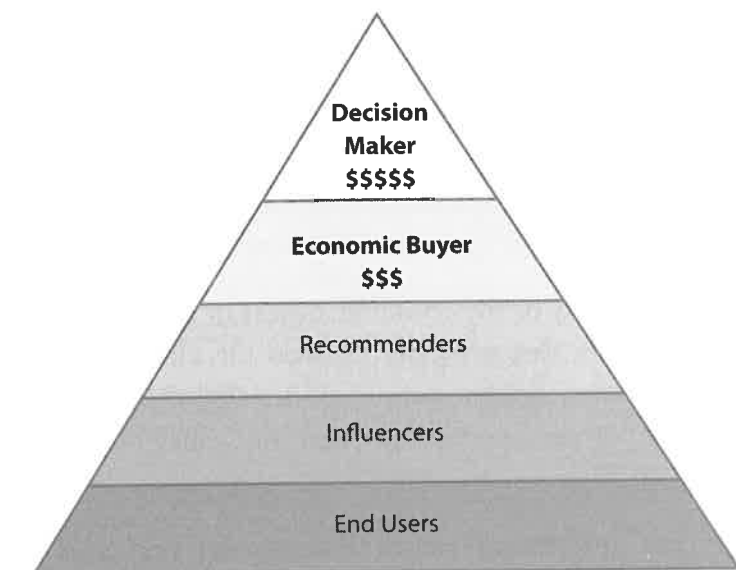 Decision
Maker
$$$$$
Economic Buyer
$$$
Recommenders
Influencers
End Users